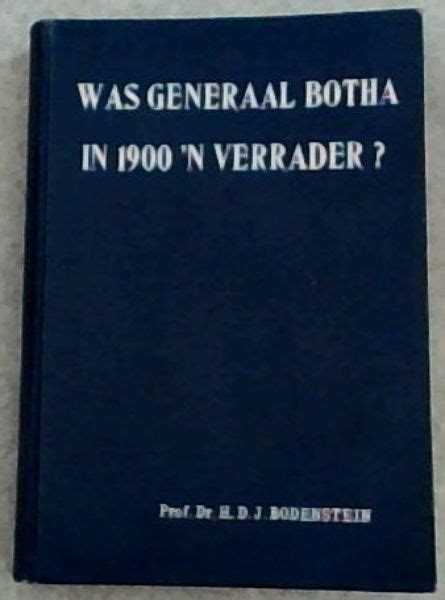 WAS GENERAAL BOTHA
IN 1900 'N VERRADER ?
Prof. Dr. H. D. J. BODENSTEIN